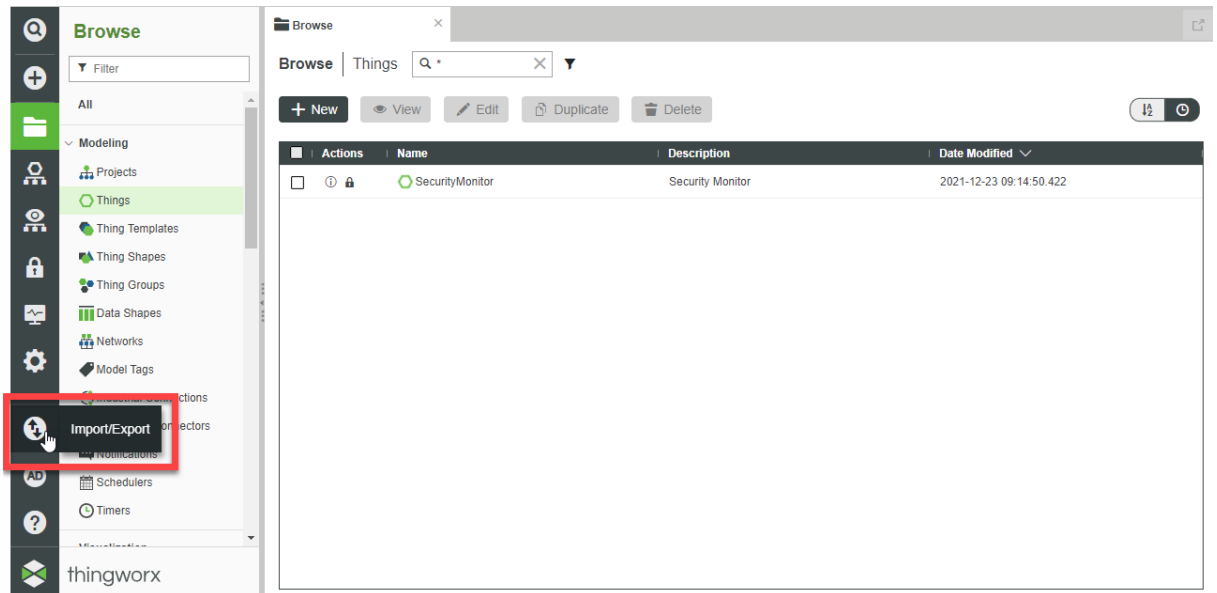 Browse
Filter
All
Modeling
Projects
Things
Thing Templates
Thing Shapes
Thing Groups
Data Shapes
Networks
Model Tags
Import/Export
Schedulers
Timers
AD
?
thingworx
Browse
Browse Things *
New View Edit Duplicate Delete
Actions Name Description Date Modified
SecurityMonitor Security Monitor 2021-12-23 09:14:50.422